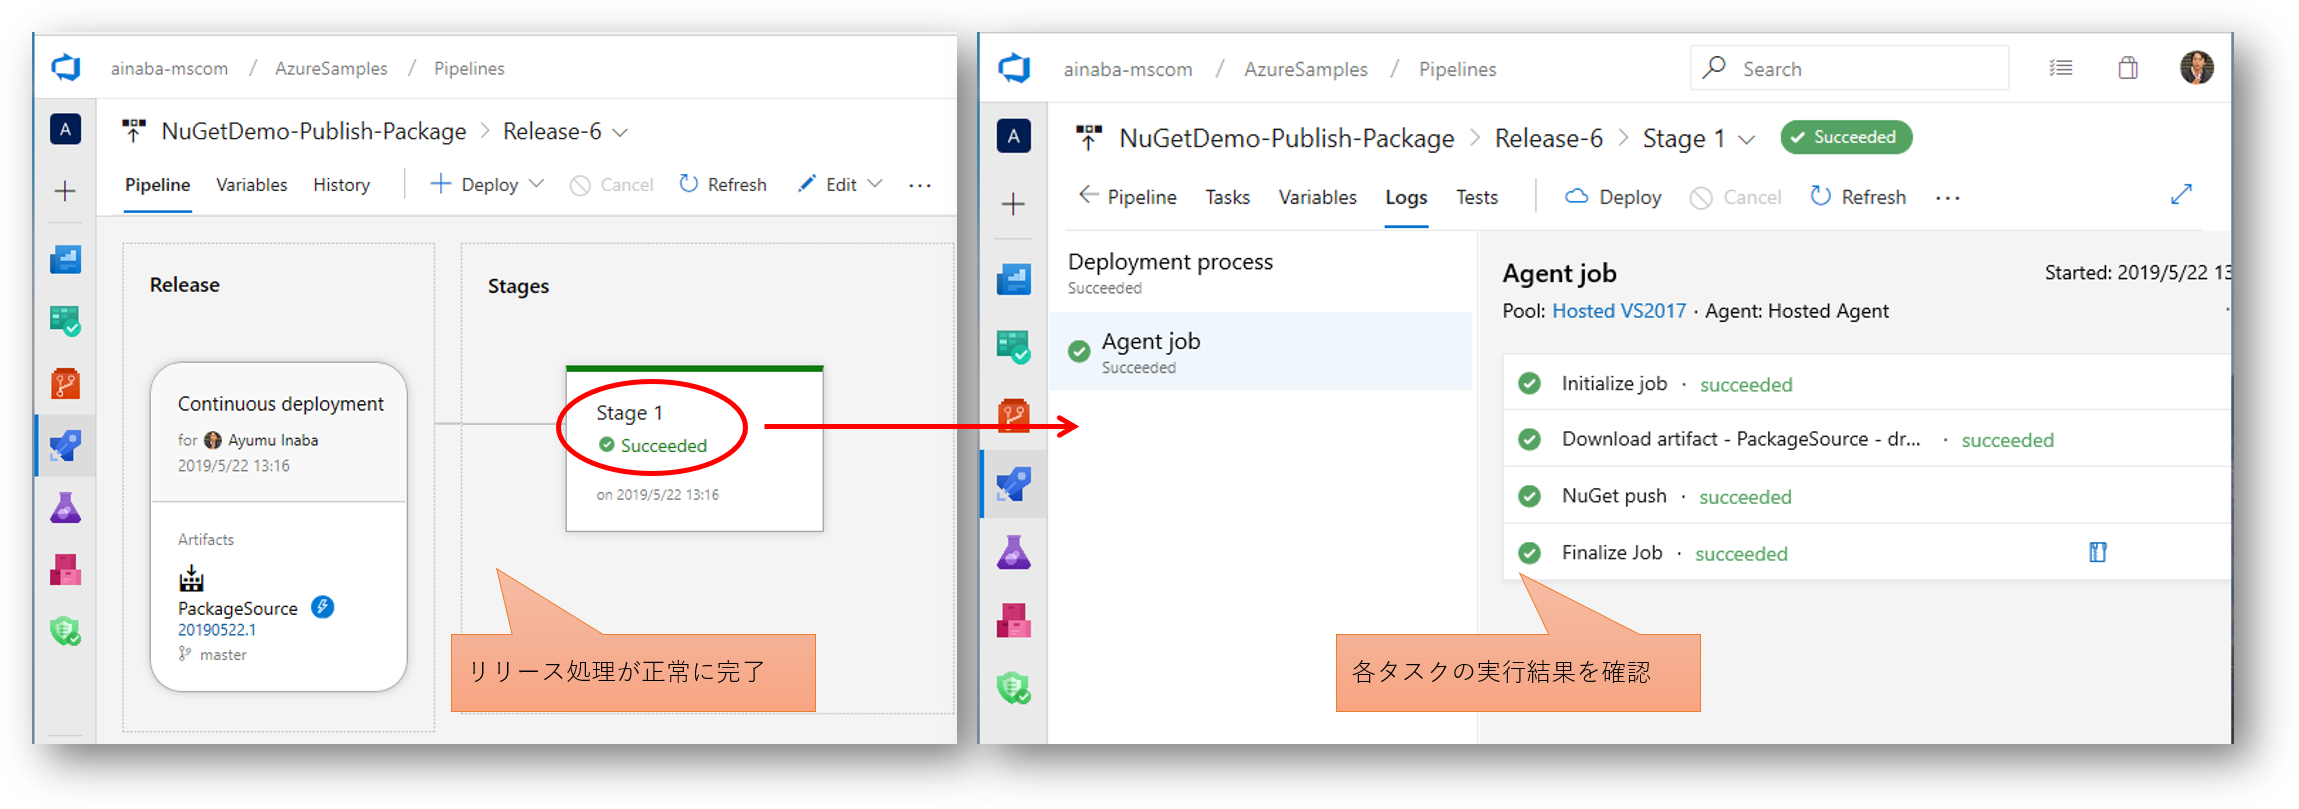 ainaba-mscom / AzureSamples / Pipelines
A
NuGetDemo-Publish-Package > Release-6
Pipeline Variables History Deploy Cancel Refresh Edit ...
Release
Stages
Continuous deployment
for Ayumu Inaba
2019/5/22 13:16
Artifacts
PackageSource
20190522.1
master
Stage 1
Succeeded
on 2019/5/22 13:16
リリース処理が正常に完了
ainaba-mscom / AzureSamples / Pipelines
Search
A
NuGetDemo-Publish-Package > Release-6 > Stage 1 Succeeded
Pipeline Tasks Variables Logs Tests Deploy Cancel Refresh ...
Deployment process
Succeeded
Agent job
Succeeded
Agent job
Started: 2019/5/22 13
Pool: Hosted VS2017 · Agent: Hosted Agent
Initialize job · succeeded
Download artifact - PackageSource - dr... · succeeded
NuGet push · succeeded
Finalize Job · succeeded
各タスクの実行結果を確認